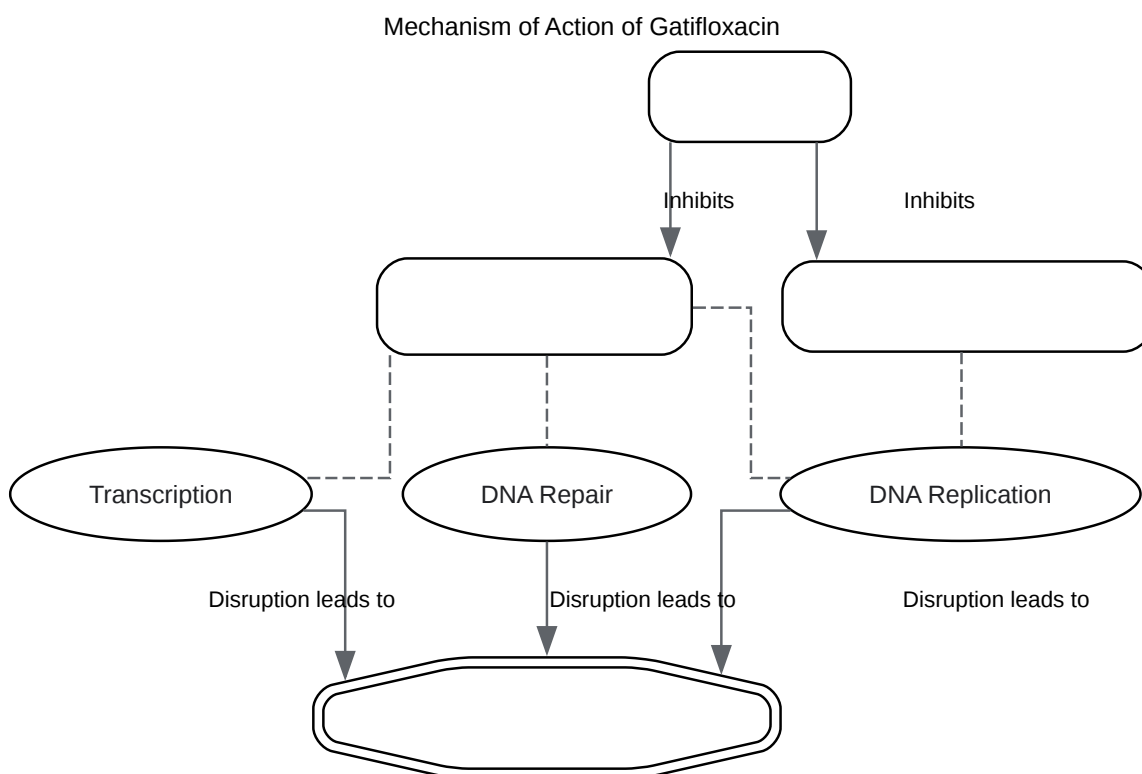 Mechanism of Action of Gatifloxacin
Inhibits
Inhibits
Transcription
DNA Repair
DNA Replication
Disruption leads to
Disruption leads to
Disruption leads to